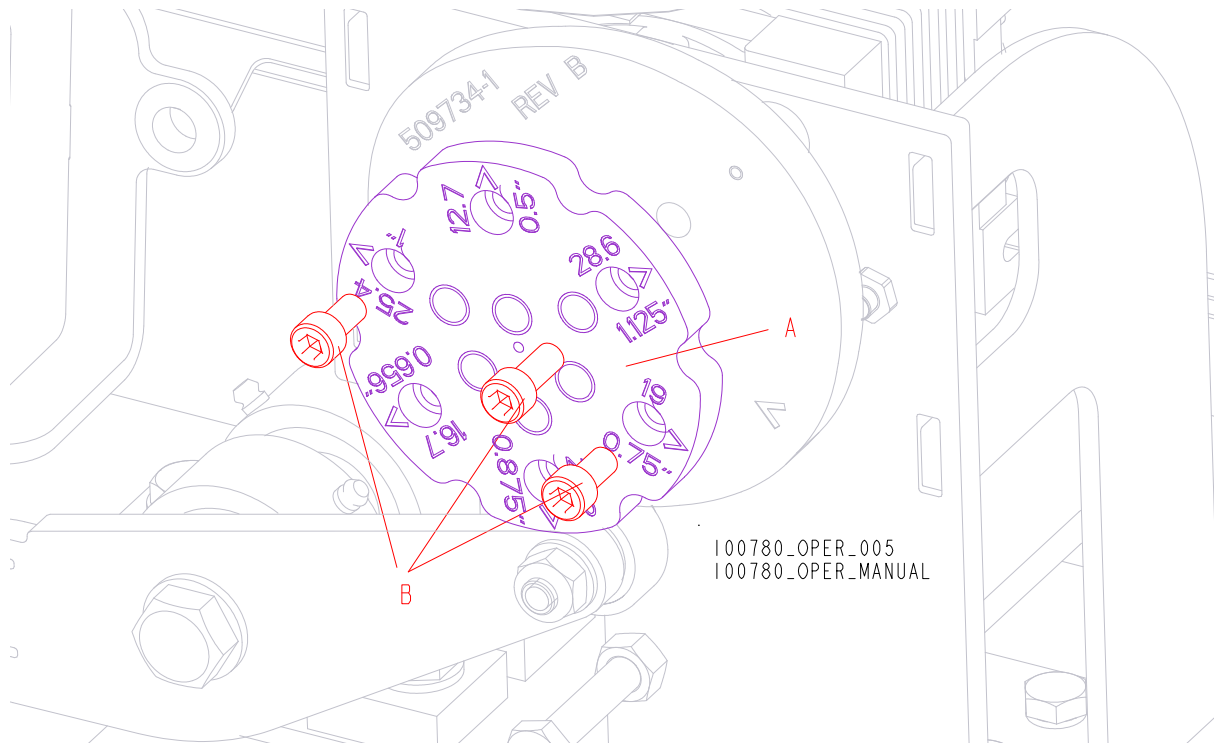 509734-1
REV B
12.7
0.5"
1"
25.4
28.6
1.125"
A
0.656"
16.7
19
0.75"
0.875"
I00780_OPER_005
I00780_OPER_MANUAL
B